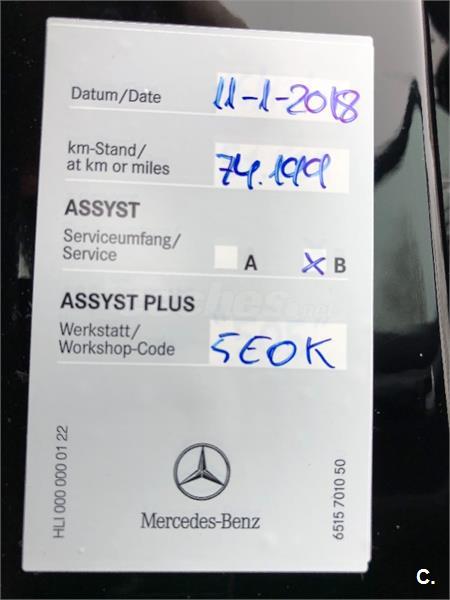 Datum/Date 11-1-2018
km-Stand/
at km or miles 74.199
ASSYST
Serviceumfang/
Service A X B
ASSYST PLUS
Werkstatt/
Workshop-Code SEOK
HLI 000 000 01 22
Mercedes-Benz
6515 7010 50
C.